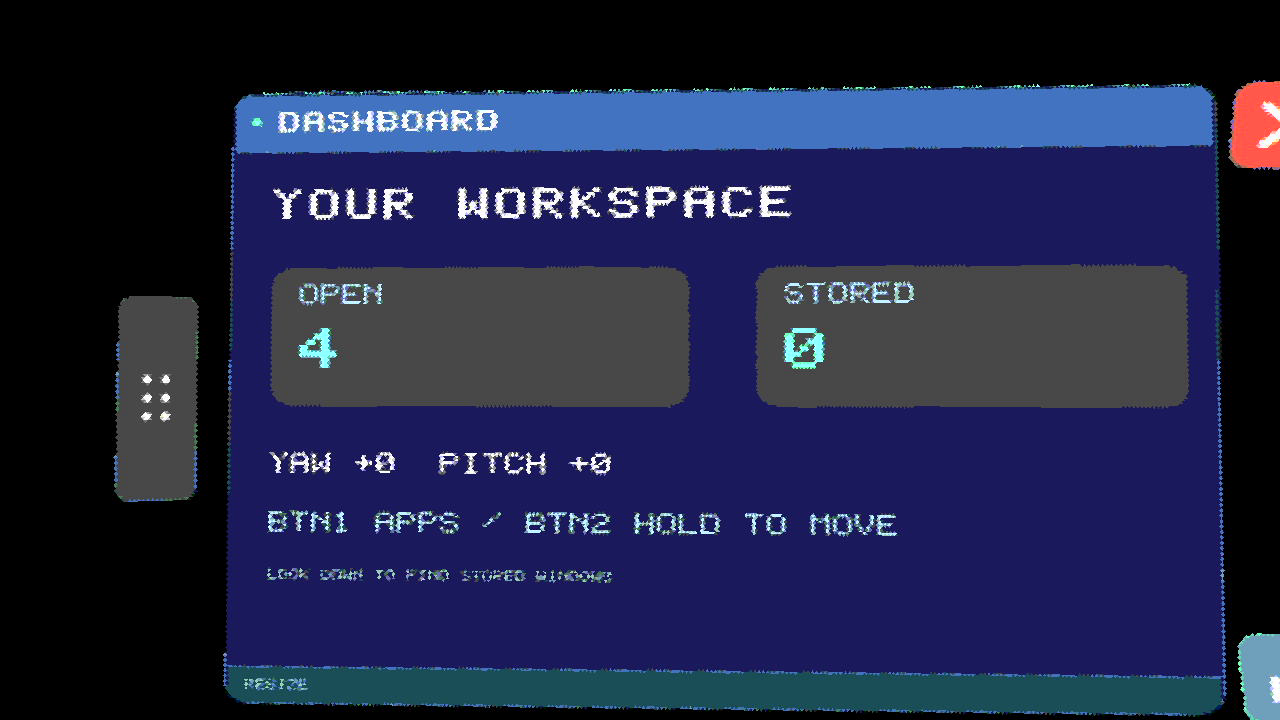 DASHBOARD
YOUR WORKSPACE
OPEN
4
STORED
0
YAW +0 PITCH +0
BTN1 APPS / BTN2 HOLD TO MOVE
LOOK DOWN TO FIND STORED WINDOWS
RESIZE